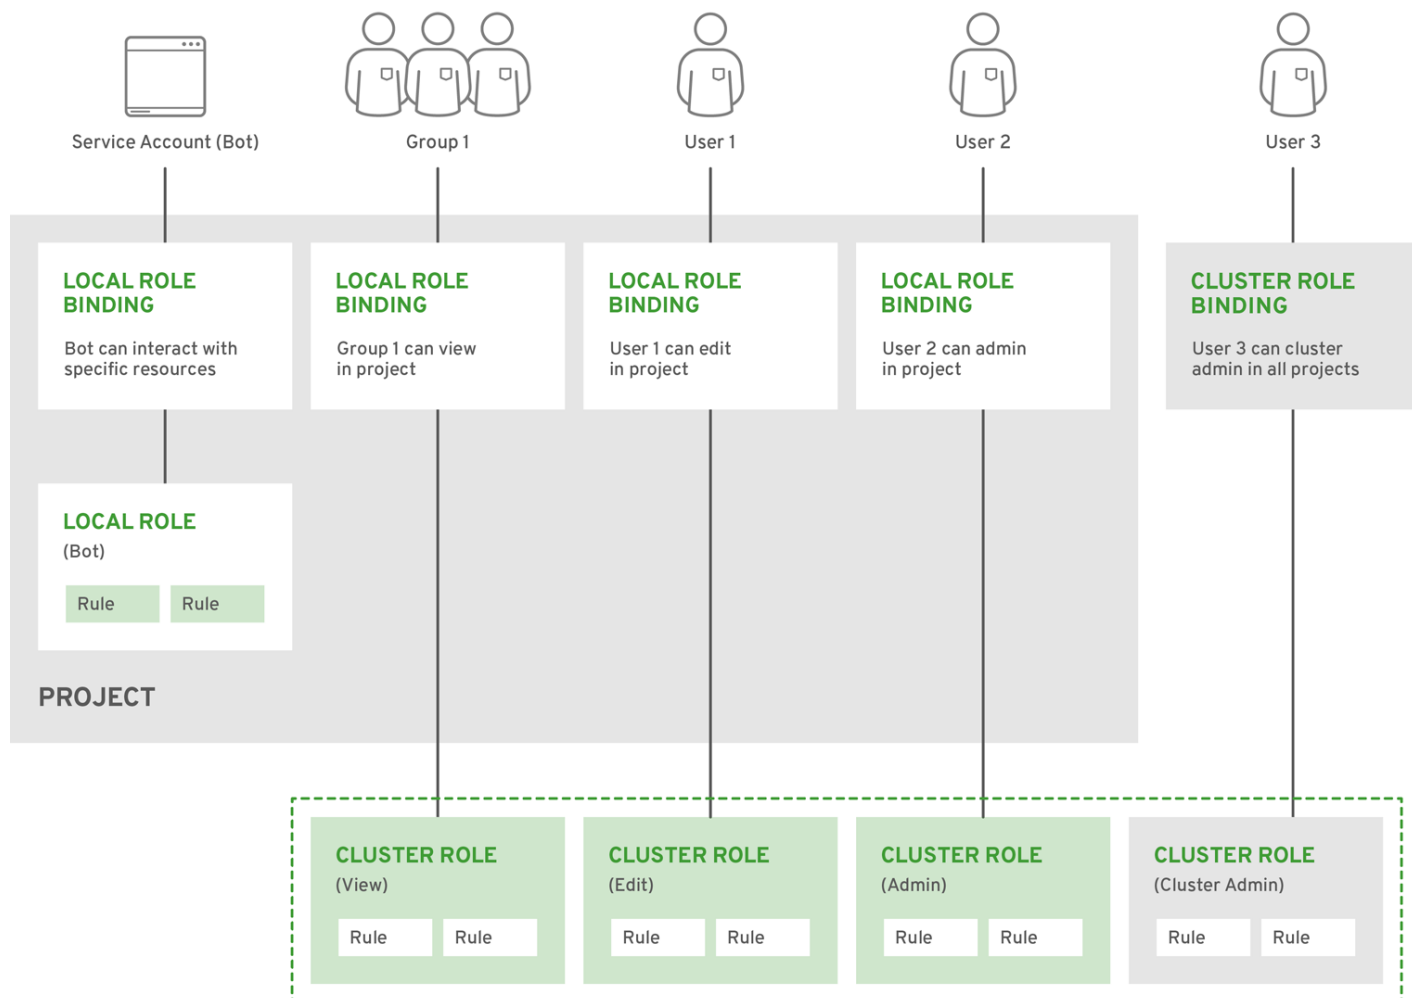 Service Account (Bot)
Group 1
User 1
User 2
User 3
LOCAL ROLE
BINDING
Bot can interact with
specific resources
LOCAL ROLE
BINDING
Group 1 can view
in project
LOCAL ROLE
BINDING
User 1 can edit
in project
LOCAL ROLE
BINDING
User 2 can admin
in project
CLUSTER ROLE
BINDING
User 3 can cluster
admin in all projects
LOCAL ROLE
(Bot)
Rule
Rule
PROJECT
CLUSTER ROLE
(View)
Rule
Rule
CLUSTER ROLE
(Edit)
Rule
Rule
CLUSTER ROLE
(Admin)
Rule
Rule
CLUSTER ROLE
(Cluster Admin)
Rule
Rule